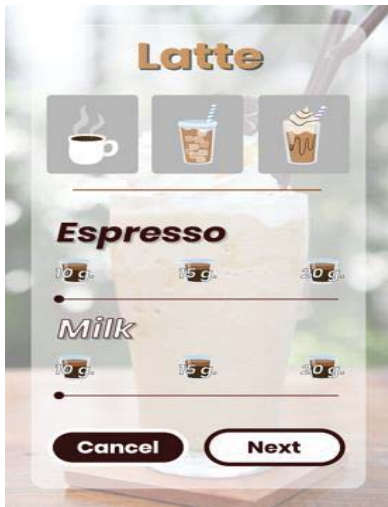 Latte
Espresso
10 g. 15 g. 20 g.
Milk
10 g. 15 g. 20 g.
Cancel Next